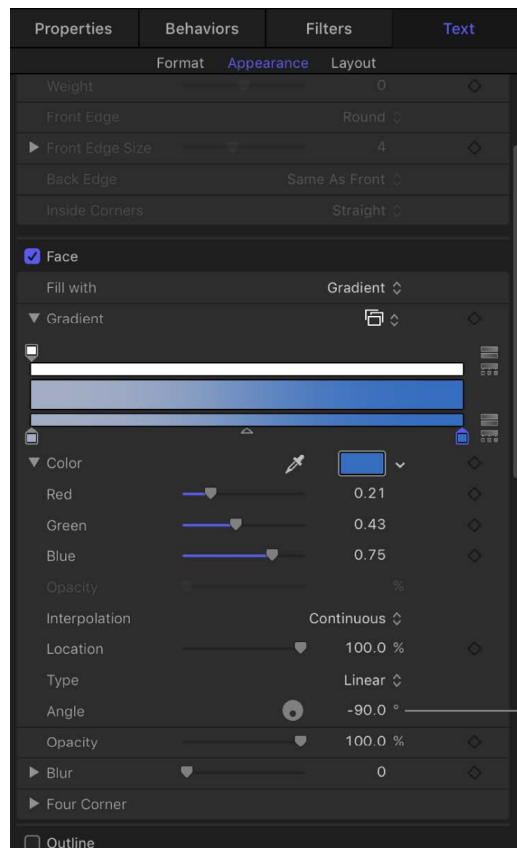 Properties Behaviors Filters Text
Format Appearance Layout
Weight 0
Front Edge Round
Front Edge Size 4
Back Edge Same As Front
Inside Corners Straight
Face
Fill with Gradient
Gradient
Color
Red 0.21
Green 0.43
Blue 0.75
Opacity %
Interpolation Continuous
Location 100.0 %
Type Linear
Angle -90.0 °
Opacity 100.0 %
Blur 0
Four Corner
Outline